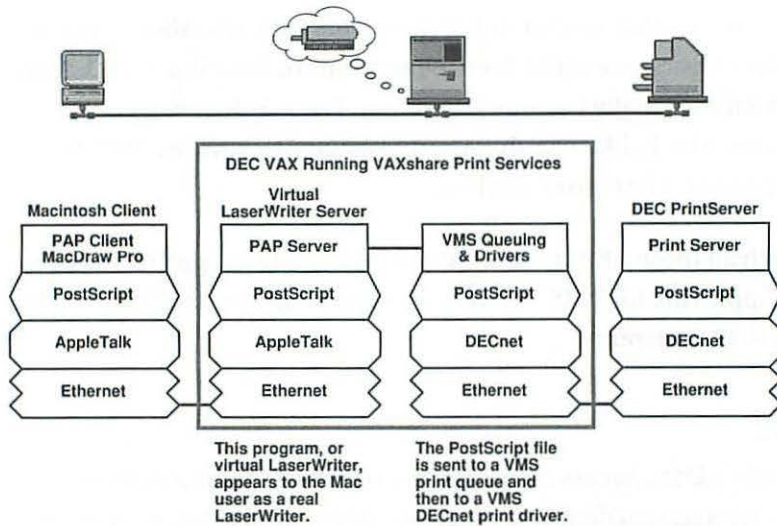 DEC VAX Running VAXshare Print Services
Macintosh Client
Virtual
LaserWriter Server
DEC PrintServer
PAP Client
MacDraw Pro
PAP Server
VMS Queuing
& Drivers
Print Server
PostScript
PostScript
PostScript
PostScript
AppleTalk
AppleTalk
DECnet
DECnet
Ethernet
Ethernet
Ethernet
Ethernet
This program, or
virtual LaserWriter,
appears to the Mac
user as a real
LaserWriter.
The PostScript file
is sent to a VMS
print queue and
then to a VMS
DECnet print driver.